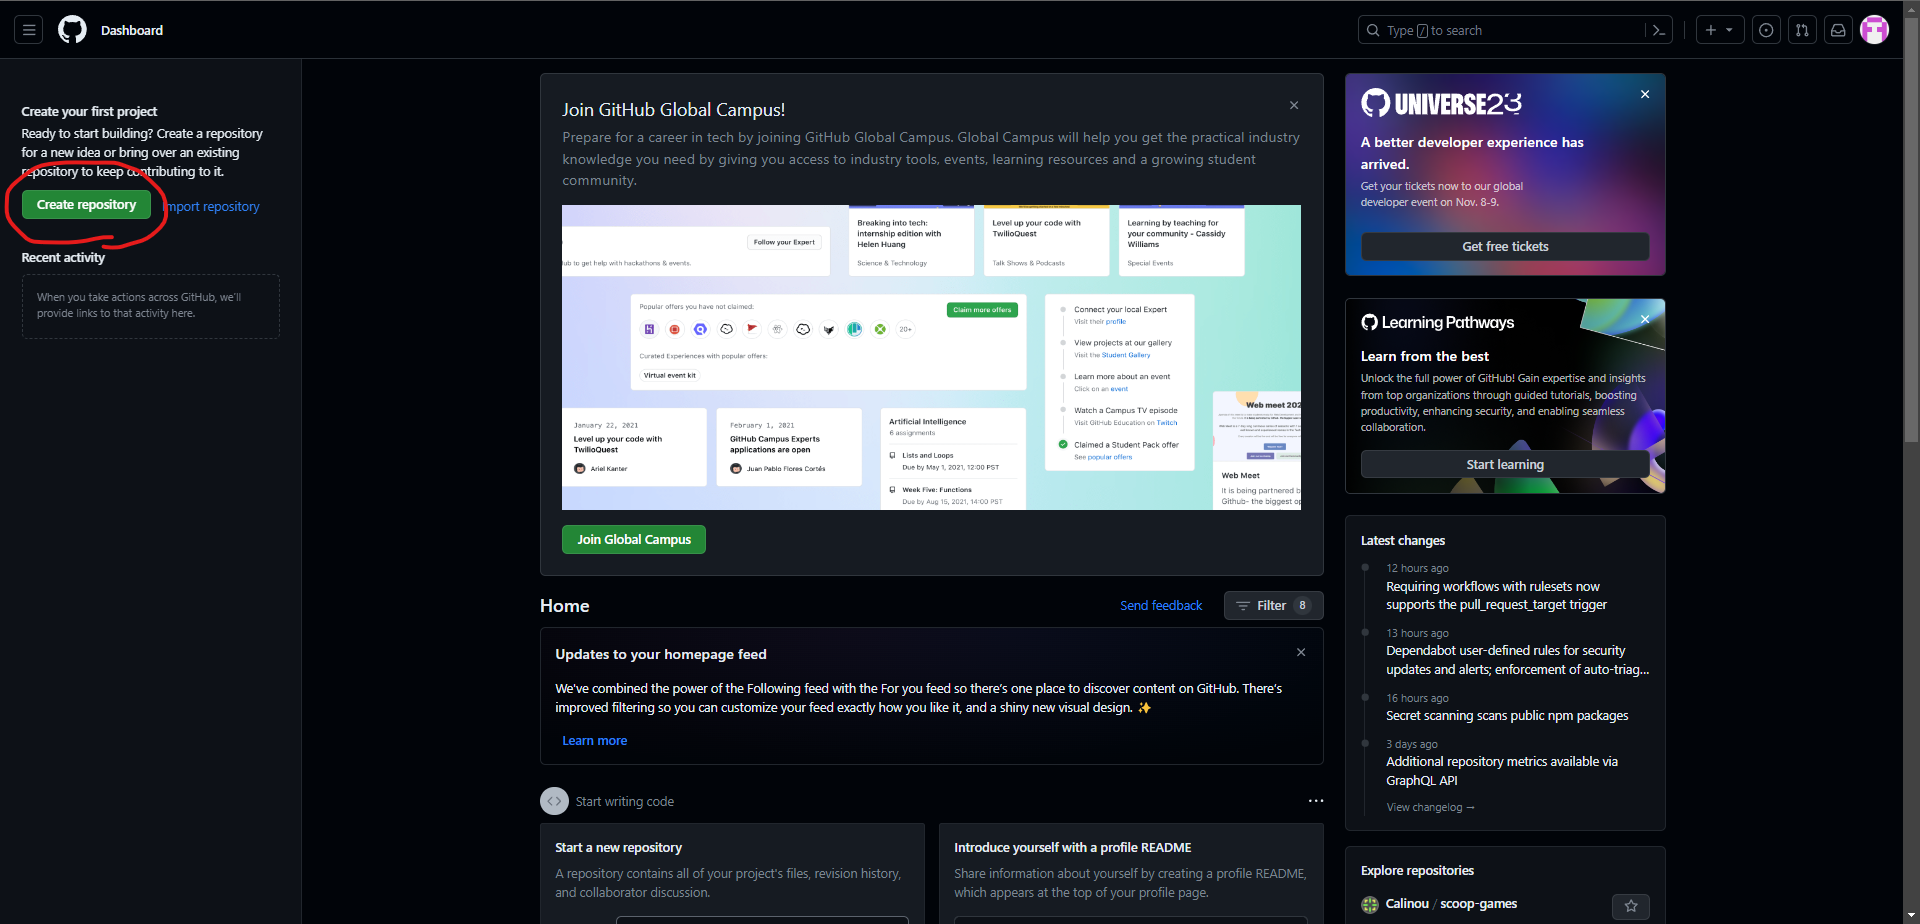 Dashboard
Type / to search
Create your first project
Ready to start building? Create a repository
for a new idea or bring over an existing
repository to keep contributing to it.
Create repository
mport repository
Recent activity
When you take actions across GitHub, we'll
provide links to that activity here.
Join GitHub Global Campus!
Prepare for a career in tech by joining GitHub Global Campus. Global Campus will help you get the practical industry
knowledge you need by giving you access to industry tools, events, learning resources and a growing student
community.
Follow your Expert
ub to get help with hackathons & events.
Breaking into tech:
internship edition with
Helen Huang
Science & Technology
Level up your code with
TwilioQuest
Talk Shows & Podcasts
Learning by teaching for
your community - Cassidy
Williams
Special Events
Popular offers you have not claimed:
Claim more offers
20+
Curated Experiences with popular offers:
Virtual event kit
Connect your local Expert
Visit their profile
View projects at our gallery
Visit the Student Gallery
Learn more about an event
Click on an event
Watch a Campus TV episode
Visit GitHub Education on Twitch
Claimed a Student Pack offer
See popular offers
January 22, 2021
Level up your code with
TwilioQuest
Ariel Kanter
February 1, 2021
GitHub Campus Experts
applications are open
Juan Pablo Flores Cortés
Artificial Intelligence
6 assignments
Lists and Loops
Due by May 1, 2021, 12:00 PST
Week Five: Functions
Due by Aug 15, 2021, 14:00 PST
Web meet 202
Web Meet
It is being partnered b
Github- the biggest op
Join Global Campus
Home
Send feedback
Filter 8
Updates to your homepage feed
We've combined the power of the Following feed with the For you feed so there's one place to discover content on GitHub. There's
improved filtering so you can customize your feed exactly how you like it, and a shiny new visual design. ✨
Learn more
Start writing code
Start a new repository
A repository contains all of your project's files, revision history,
and collaborator discussion.
Introduce yourself with a profile README
Share information about yourself by creating a profile README,
which appears at the top of your profile page.
UNIVERSE23
A better developer experience has
arrived.
Get your tickets now to our global
developer event on Nov. 8-9.
Get free tickets
Learning Pathways
Learn from the best
Unlock the full power of GitHub! Gain expertise and insights
from top organizations through guided tutorials, boosting
productivity, enhancing security, and enabling seamless
collaboration.
Start learning
Latest changes
12 hours ago
Requiring workflows with rulesets now
supports the pull_request_target trigger
13 hours ago
Dependabot user-defined rules for security
updates and alerts; enforcement of auto-triag...
16 hours ago
Secret scanning scans public npm packages
3 days ago
Additional repository metrics available via
GraphQL API
View changelog →
Explore repositories
Calinou / scoop-games